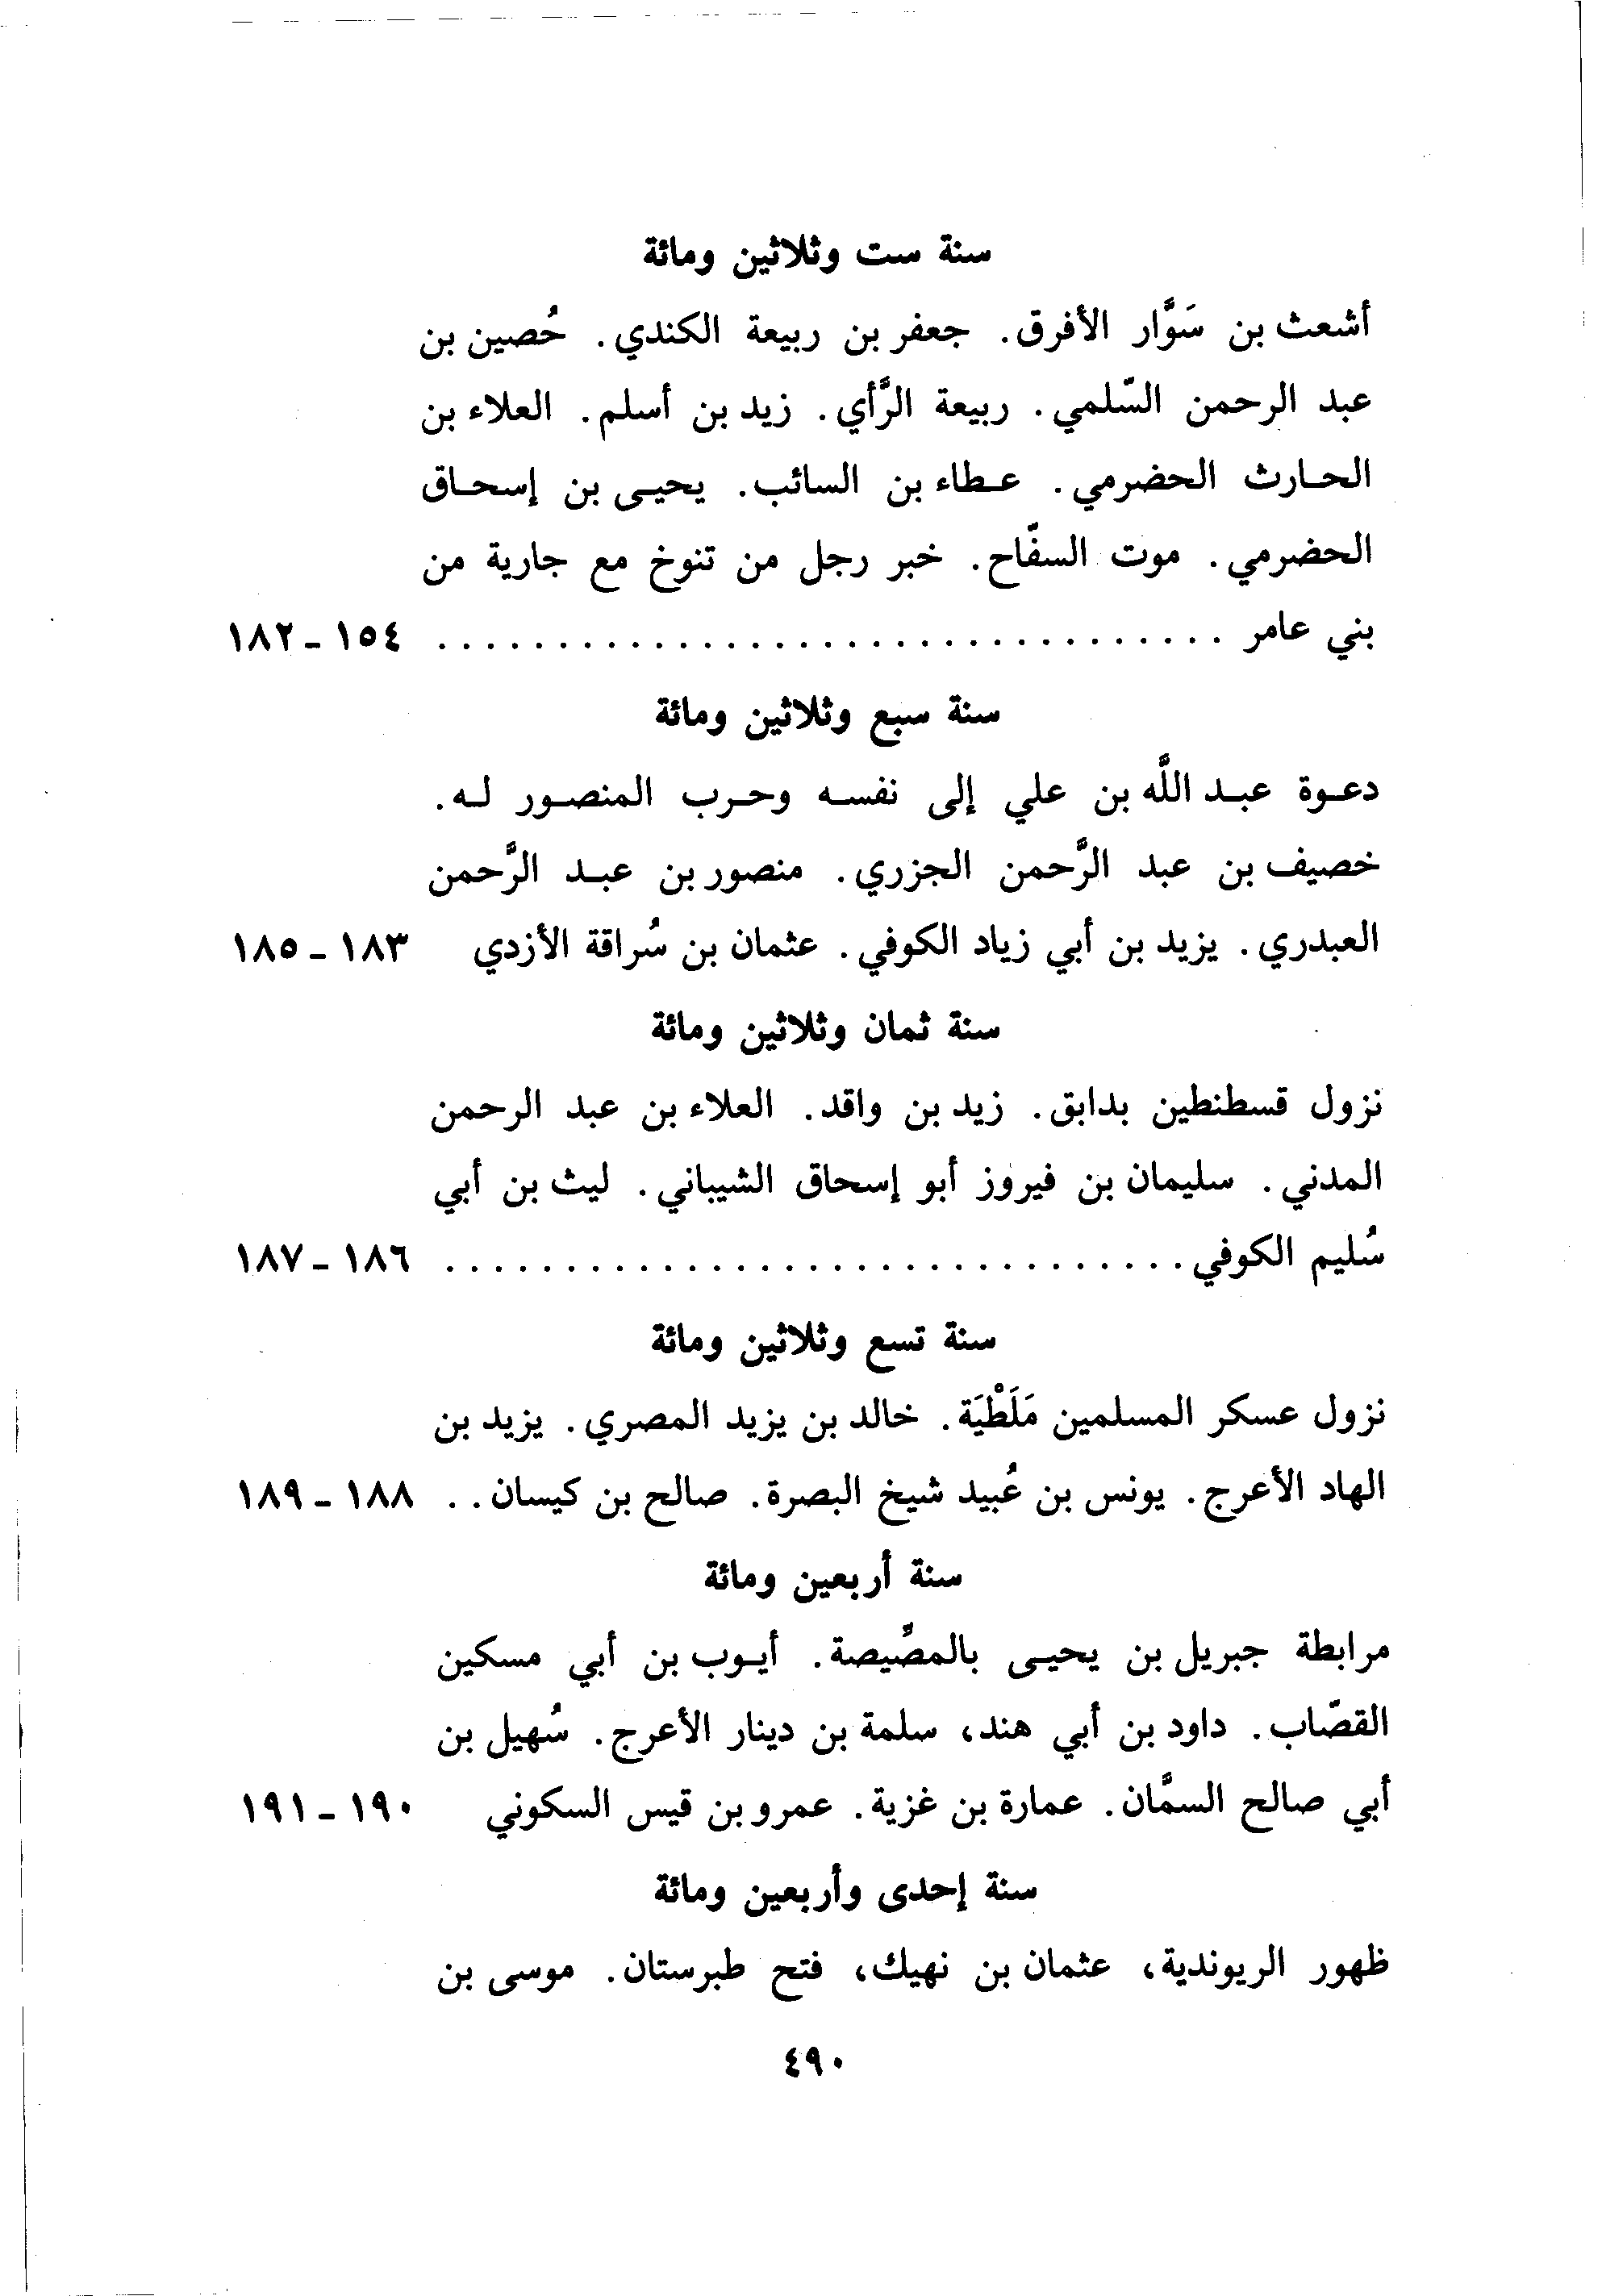 سنة ست وثلاثين ومائة
أشعث بن سَوَّار الأفرق. جعفر بن ربيعة الكندي. حُصين بن
عبد الرحمن السّلمي. ربيعة الرَّأي. زيد بن أسلم. العلاء بن
الحارث الحضرمي. عطاء بن السائب. يحيى بن إسحاق
الحضرمي. موت السفّاح. خبر رجل من تنوخ مع جارية من
بني عامر ................................. ١٥٤ - ١٨٢
سنة سبع وثلاثين ومائة
دعوة عبد اللَّه بن علي إلى نفسه وحرب المنصور له.
خصيف بن عبد الرَّحمن الجزري. منصور بن عبد الرَّحمن
العبدري. يزيد بن أبي زياد الكوفي. عثمان بن سُراقة الأزدي ١٨٣ - ١٨٥
سنة ثمان وثلاثين ومائة
نزول قسطنطين بدابق. زيد بن واقد. العلاء بن عبد الرحمن
المدني. سليمان بن فيروز أبو إسحاق الشيباني. ليث بن أبي
سُليم الكوفي ............................... ١٨٦ - ١٨٧
سنة تسع وثلاثين ومائة
نزول عسكر المسلمين مَلَطْيَة. خالد بن يزيد المصري. يزيد بن
الهاد الأعرج. يونس بن عُبيد شيخ البصرة. صالح بن كيسان .. ١٨٨ - ١٨٩
سنة أربعين ومائة
مرابطة جبريل بن يحيى بالمصِّيصة. أيوب بن أبي مسكين
القصّاب. داود بن أبي هند، سلمة بن دينار الأعرج. سُهيل بن
أبي صالح السمَّان. عمارة بن غزية. عمرو بن قيس السكوني ١٩٠ - ١٩١
سنة إحدى وأربعين ومائة
ظهور الريوندية، عثمان بن نهيك، فتح طبرستان. موسى بن
٤٩٠